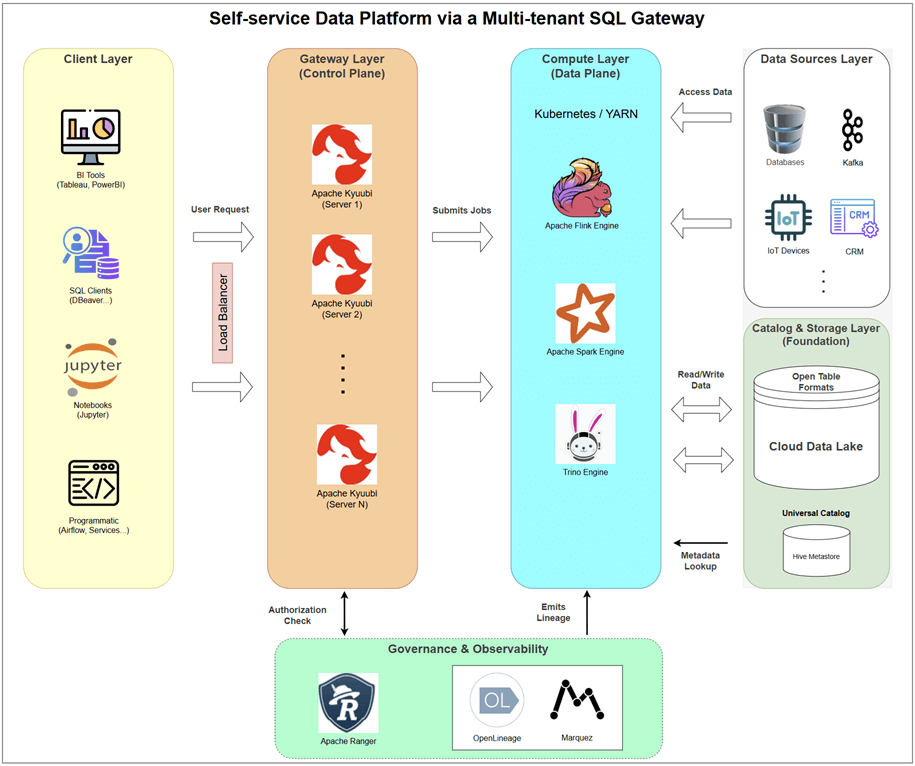 Self-service Data Platform via a Multi-tenant SQL Gateway
Client Layer
BI Tools
(Tableau, PowerBI)
SQL Clients
(DBeaver...)
jupyter
Notebooks
(Jupyter)
Programmatic
(Airflow, Services...)
User Request
Load Balancer
Gateway Layer
(Control Plane)
Apache Kyuubi
(Server 1)
Apache Kyuubi
(Server 2)
Apache Kyuubi
(Server N)
Submits Jobs
Compute Layer
(Data Plane)
Kubernetes / YARN
Apache Flink Engine
Apache Spark Engine
Trino Engine
Access Data
Read/Write
Data
Metadata
Lookup
Data Sources Layer
Databases
Kafka
IoT
IoT Devices
CRM
CRM
Catalog & Storage Layer
(Foundation)
Open Table
Formats
Cloud Data Lake
Universal Catalog
Hive Metastore
Authorization
Check
Emits
Lineage
Governance & Observability
R
Apache Ranger
OL
OpenLineage
Marquez